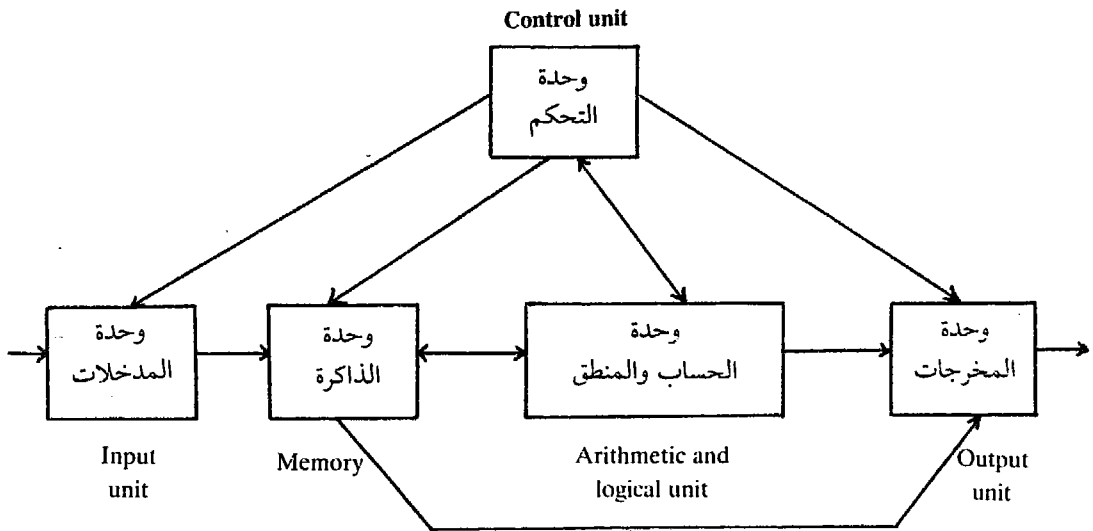 Control unit
وحدة
التحكم
وحدة
المدخلات
وحدة
الذاكرة
وحدة
الحساب والمنطق
وحدة
المخرجات
Input
unit
Memory
Arithmetic and
logical unit
Output
unit